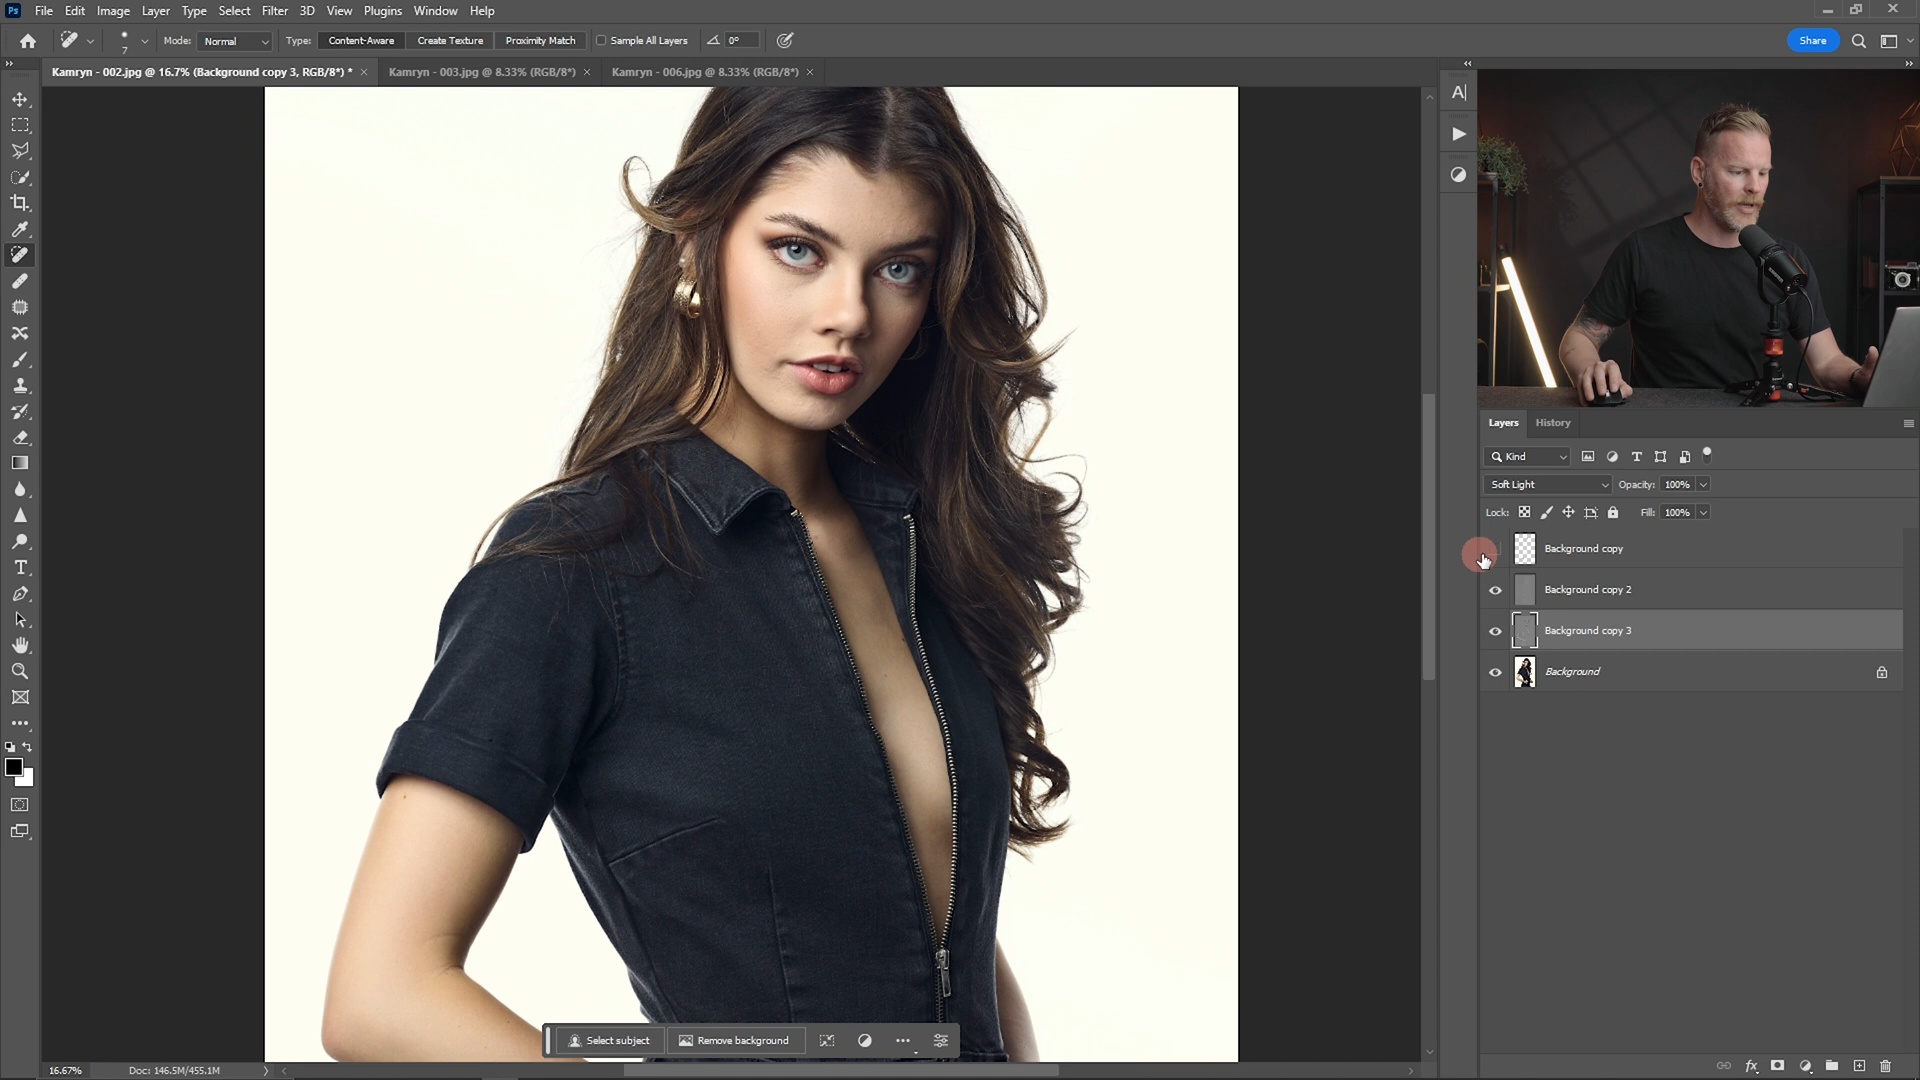 Ps File Edit Image Layer Type Select Filter 3D View Plugins Window Help
7 Mode: Normal Type: Content-Aware Create Texture Proximity Match Sample All Layers 0° Share
Kamryn - 002.jpg @ 16.7% (Background copy 3, RGB/8*) * Kamryn - 003.jpg @ 8.33% (RGB/8*) Kamryn - 006.jpg @ 8.33% (RGB/8*)
Layers History
Kind
Soft Light Opacity: 100%
Lock: Fill: 100%
Background copy
Background copy 2
Background copy 3
Background
Select subject Remove background
16.67% Doc: 146.5M/455.1M